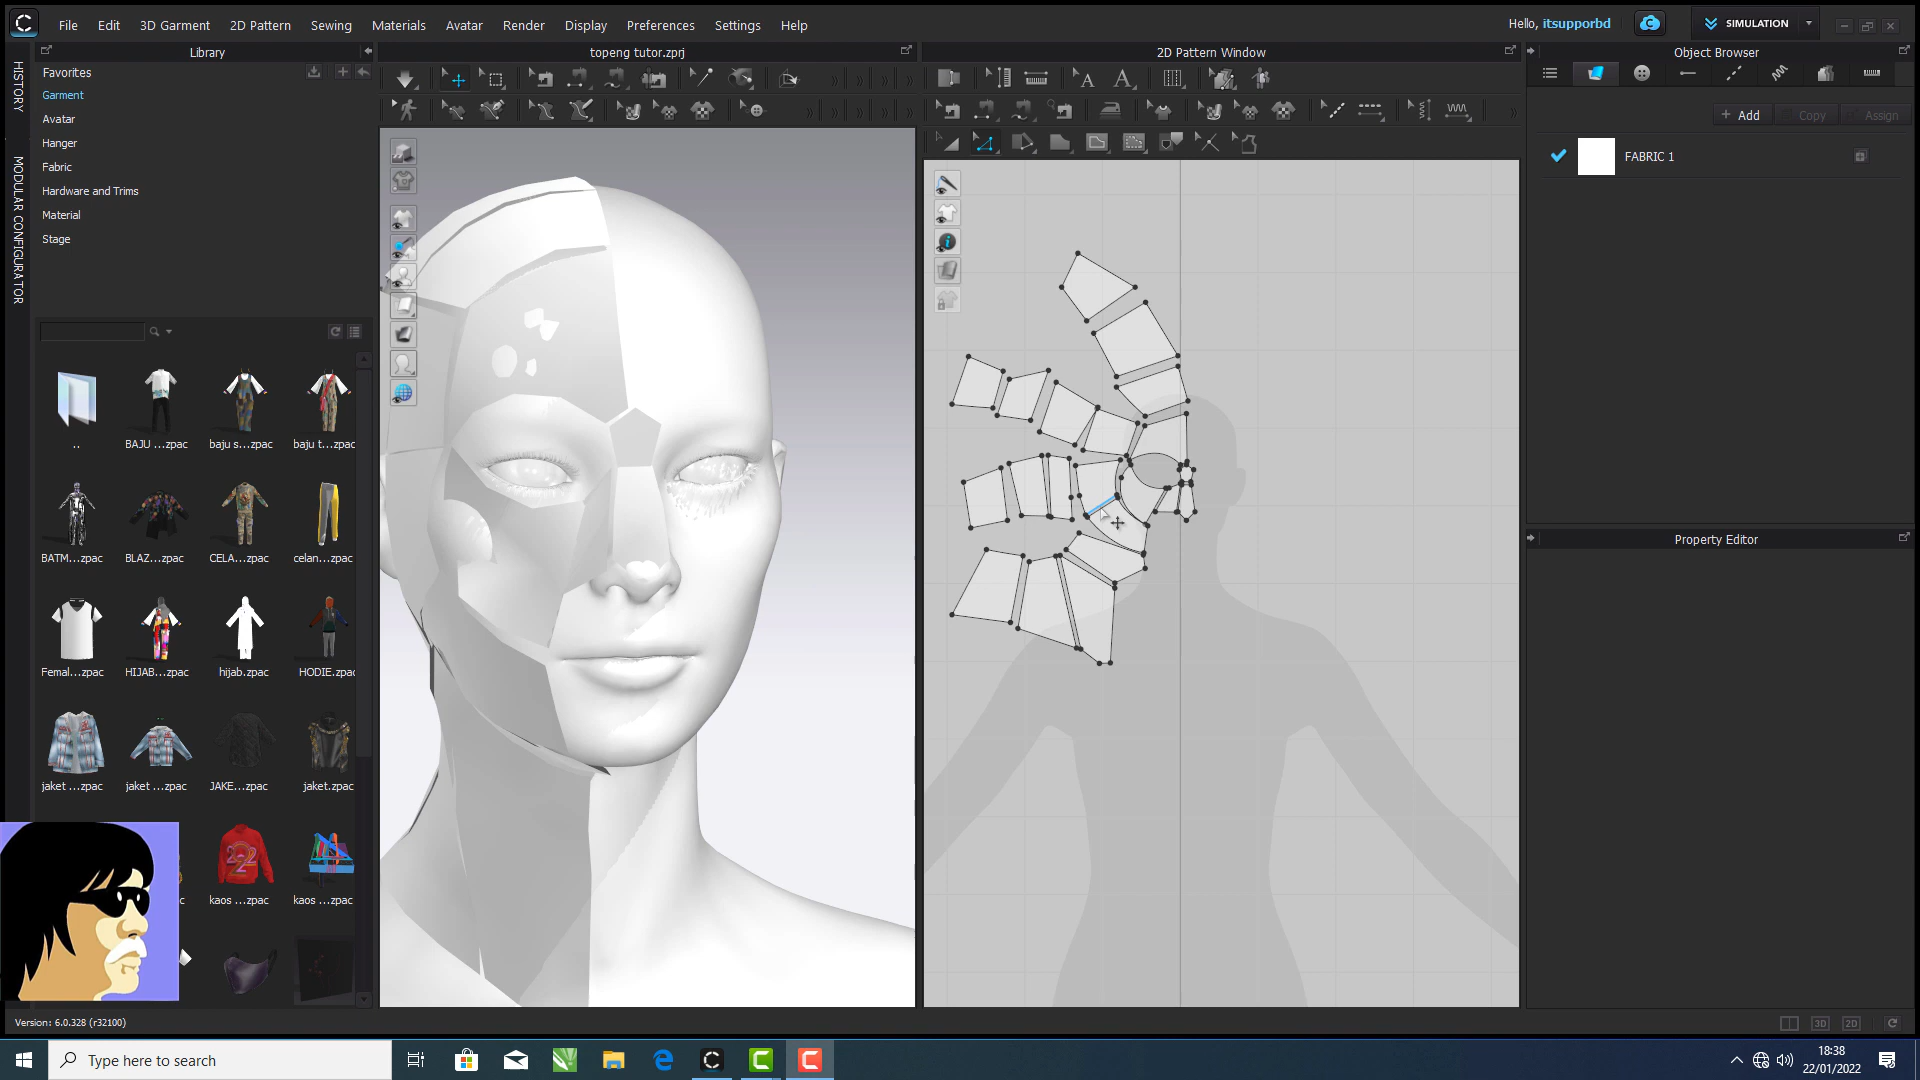 File Edit 3D Garment 2D Pattern Sewing Materials Avatar Render Display Preferences Settings Help
Hello, itsupporbd
SIMULATION
Library
topeng tutor.zprj
2D Pattern Window
Object Browser
HISTORY
MODULAR CONFIGURATOR
Favorites
Garment
Avatar
Hanger
Fabric
Hardware and Trims
Material
Stage
+ Add
Copy
Assign
FABRIC 1
Property Editor
..
BAJU ...zpac
baju s...zpac
baju t...zpac
BATM...zpac
BLAZ...zpac
CELA...zpac
celan...zpac
Femal...zpac
HIJAB...zpac
hijab.zpac
HODIE.zpac
jaket ...zpac
jaket ...zpac
JAKE...zpac
jaket.zpac
kaos ...zpac
kaos ...zpac
Version: 6.0.328 (r32100)
3D
2D
Type here to search
18:38
22/01/2022